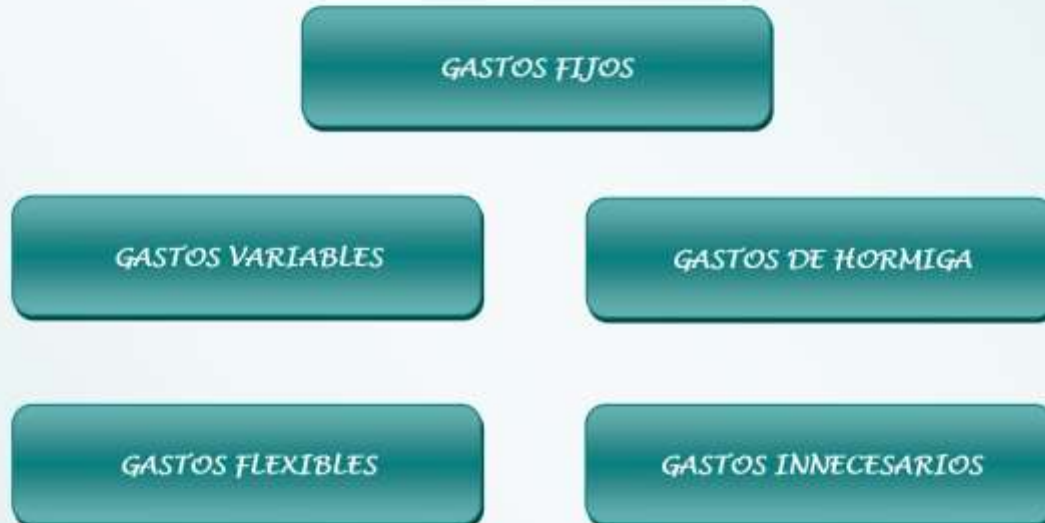 GASTOS FIJOS
GASTOS VARIABLES
GASTOS DE HORMIGA
GASTOS FLEXIBLES
GASTOS INNECESARIOS